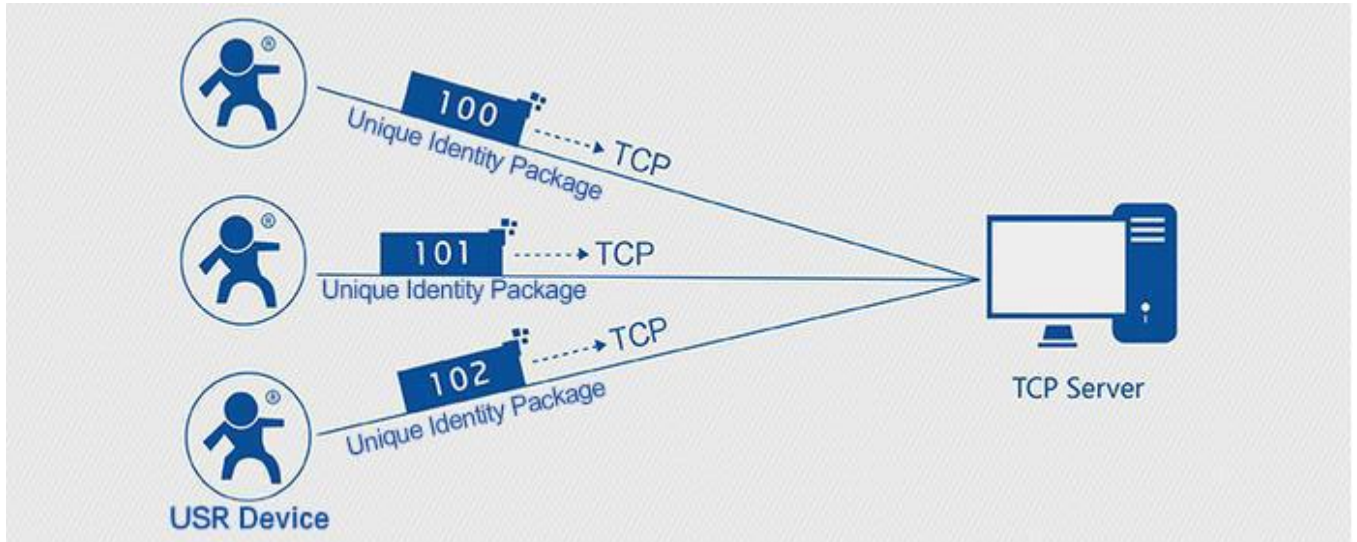 ®
100
Unique Identity Package
TCP
®
101
Unique Identity Package
TCP
®
102
Unique Identity Package
TCP
USR Device
TCP Server